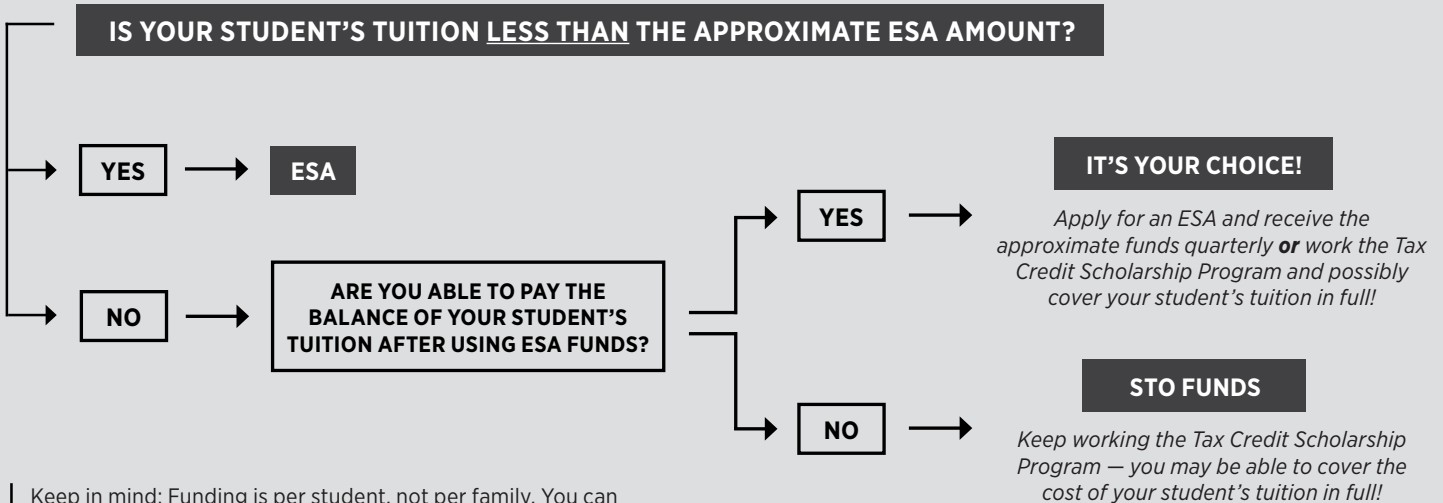 IS YOUR STUDENT'S TUITION LESS THAN THE APPROXIMATE ESA AMOUNT?
YES
ESA
NO
ARE YOU ABLE TO PAY THE
BALANCE OF YOUR STUDENT'S
TUITION AFTER USING ESA FUNDS?
YES
IT'S YOUR CHOICE!
Apply for an ESA and receive the
approximate funds quarterly or work the Tax
Credit Scholarship Program and possibly
cover your student's tuition in full!
NO
STO FUNDS
Keep working the Tax Credit Scholarship
Program — you may be able to cover the
cost of your student's tuition in full!
Keep in mind: Funding is per student, not per family. You can